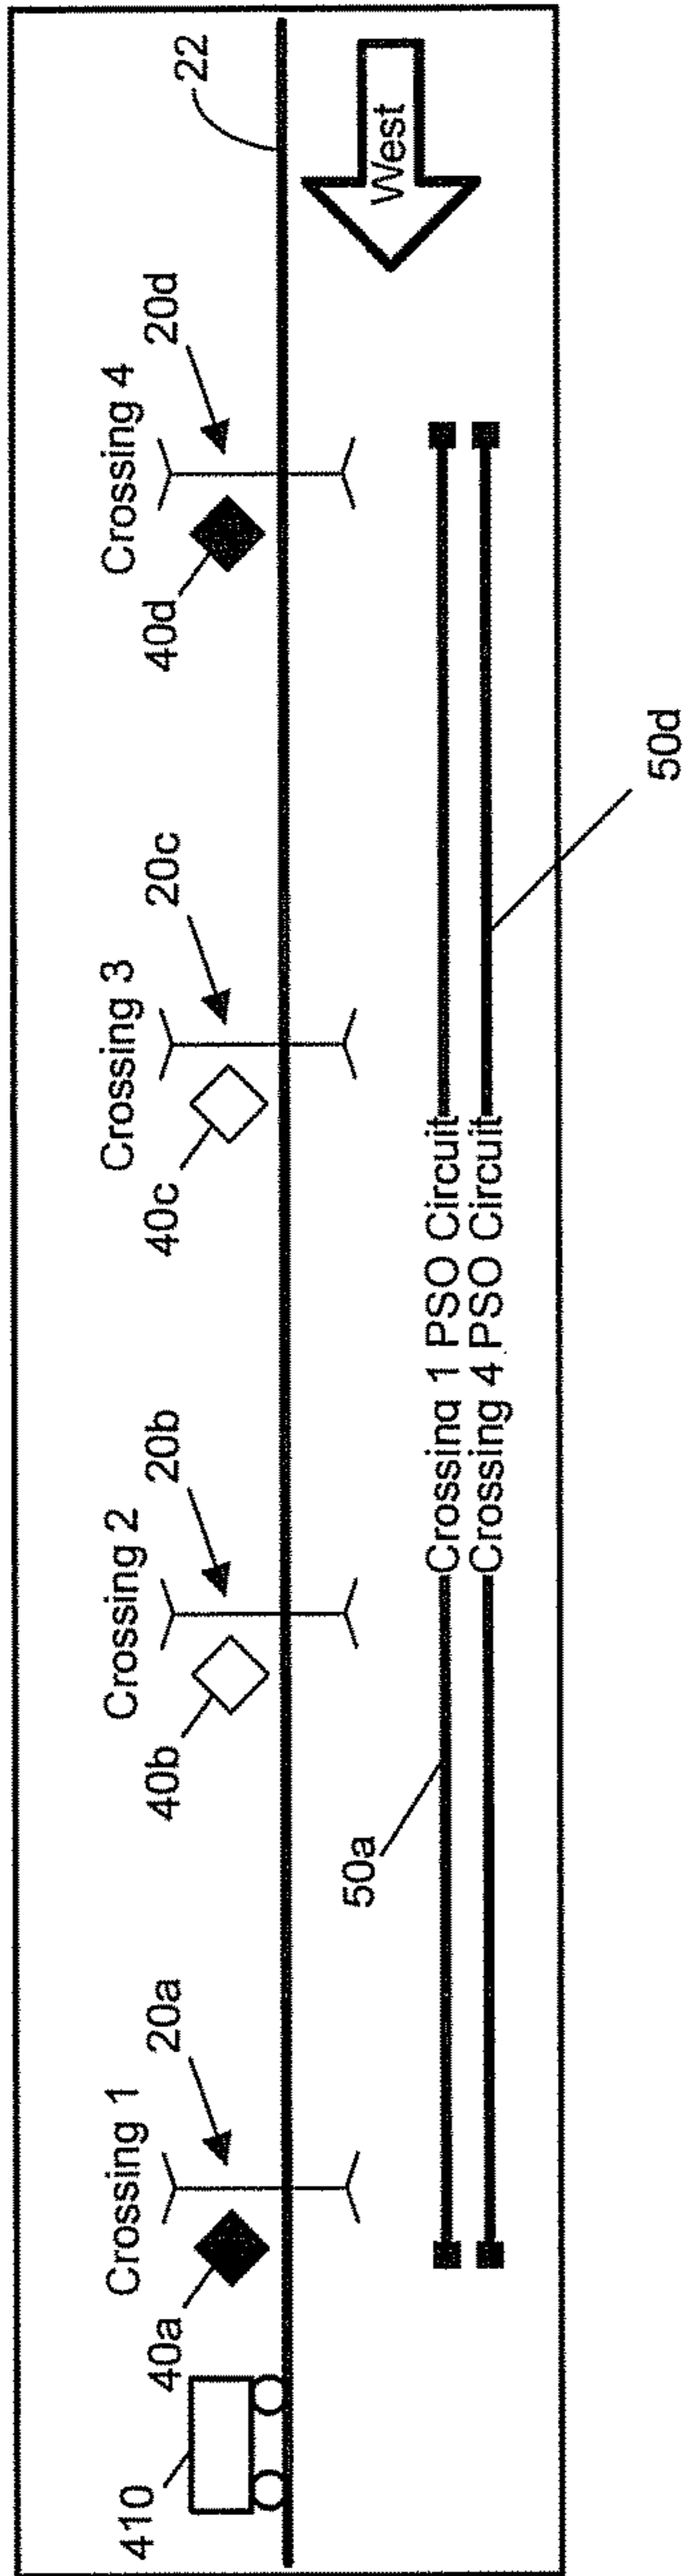 Crossing 1
Crossing 2
Crossing 3
Crossing 4
410
40a
20a
40b
20b
40c
20c
40d
20d
22
50a
Crossing 1 PSO Circuit
Crossing 4 PSO Circuit
West
50d